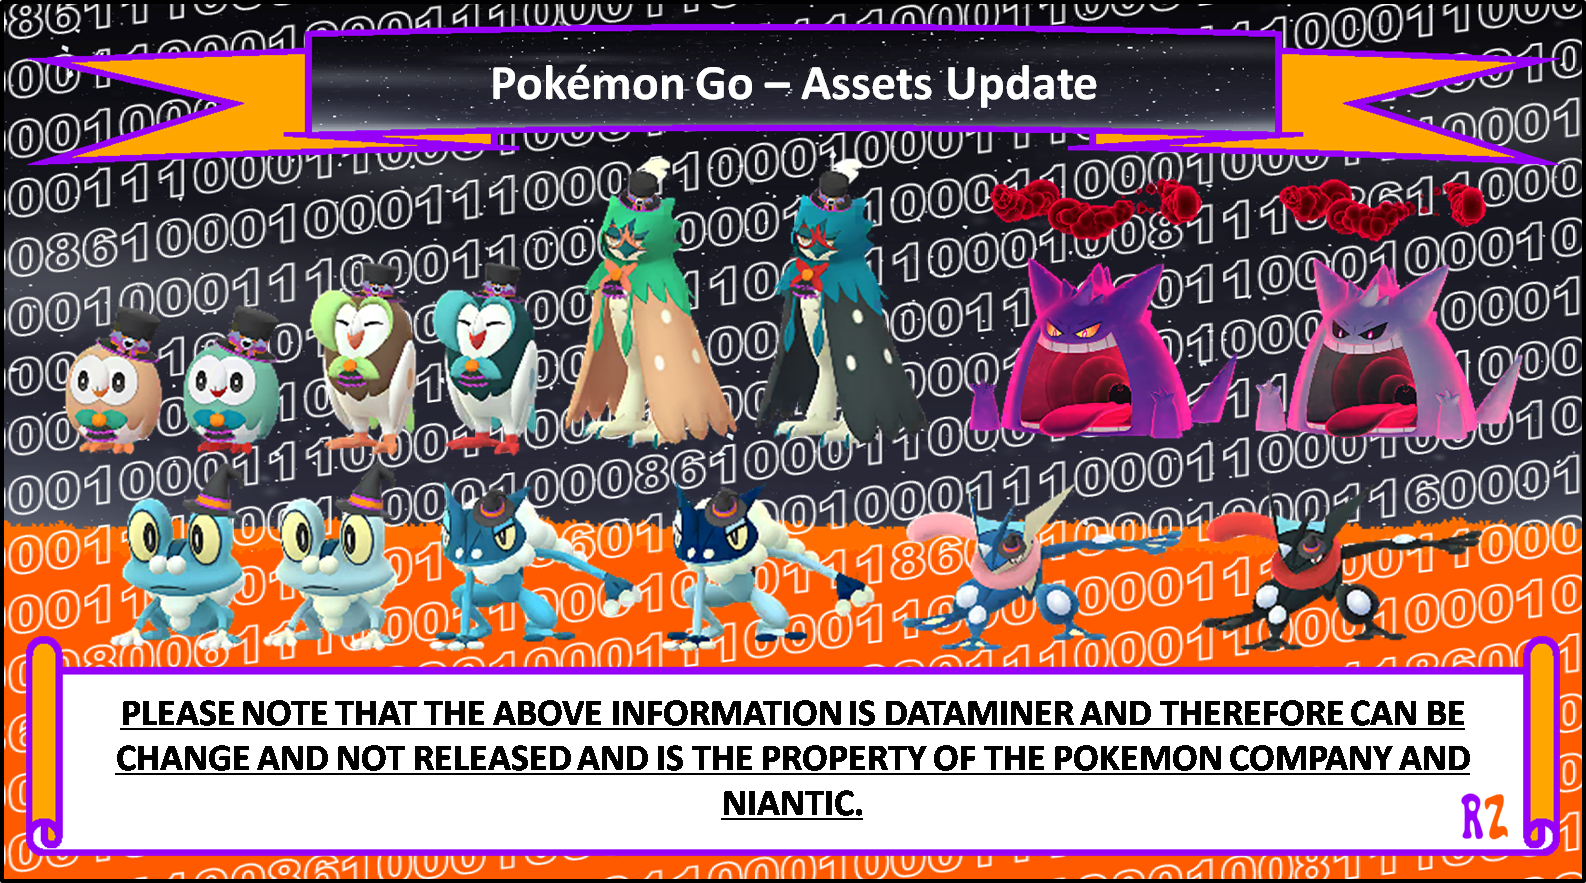 Pokémon Go – Assets Update
PLEASE NOTE THAT THE ABOVE INFORMATION IS DATAMINER AND THEREFORE CAN BE
CHANGE AND NOT RELEASED AND IS THE PROPERTY OF THE POKEMON COMPANY AND
NIANTIC.
RZ